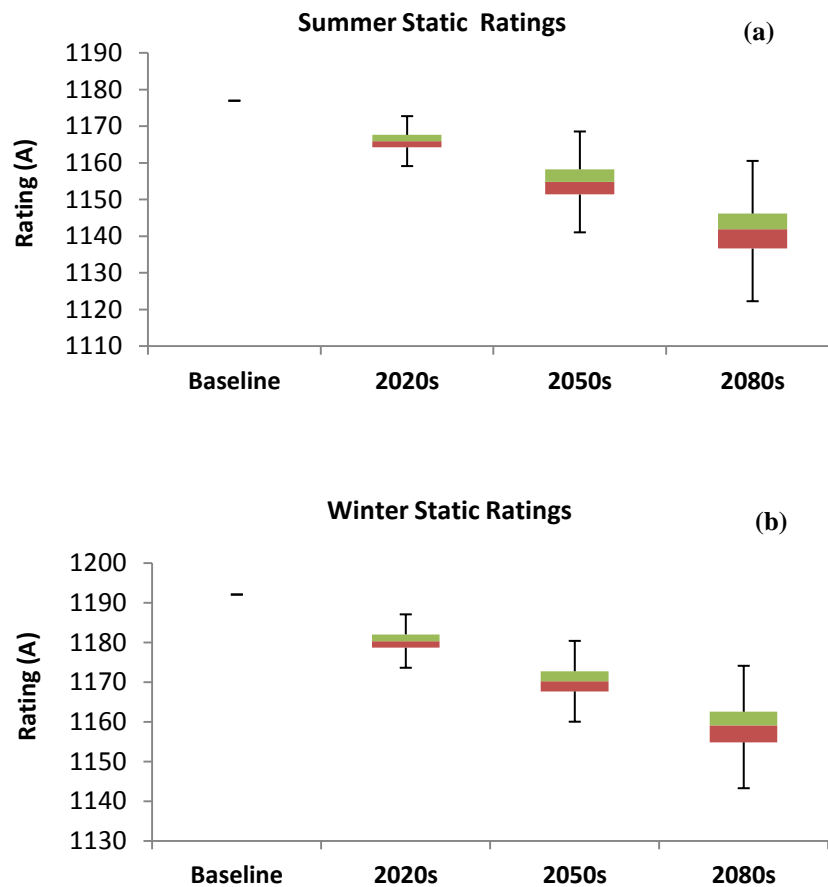 Summer Static Ratings
(a)
Rating (A)
1190
1180
1170
1160
1150
1140
1130
1120
1110
Baseline 2020s 2050s 2080s
Winter Static Ratings
(b)
Rating (A)
1200
1190
1180
1170
1160
1150
1140
1130
Baseline 2020s 2050s 2080s